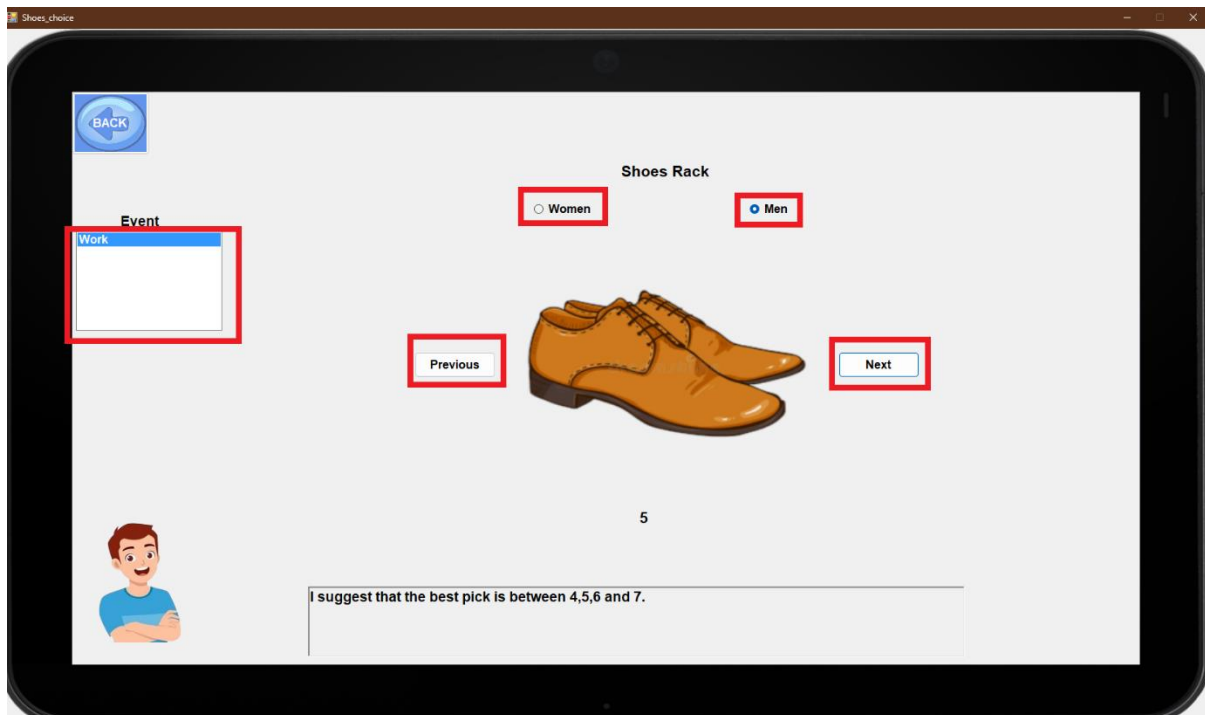 Shoes_choice
BACK
Shoes Rack
Women
Men
Event
Work
Previous
Next
5
I suggest that the best pick is between 4,5,6 and 7.